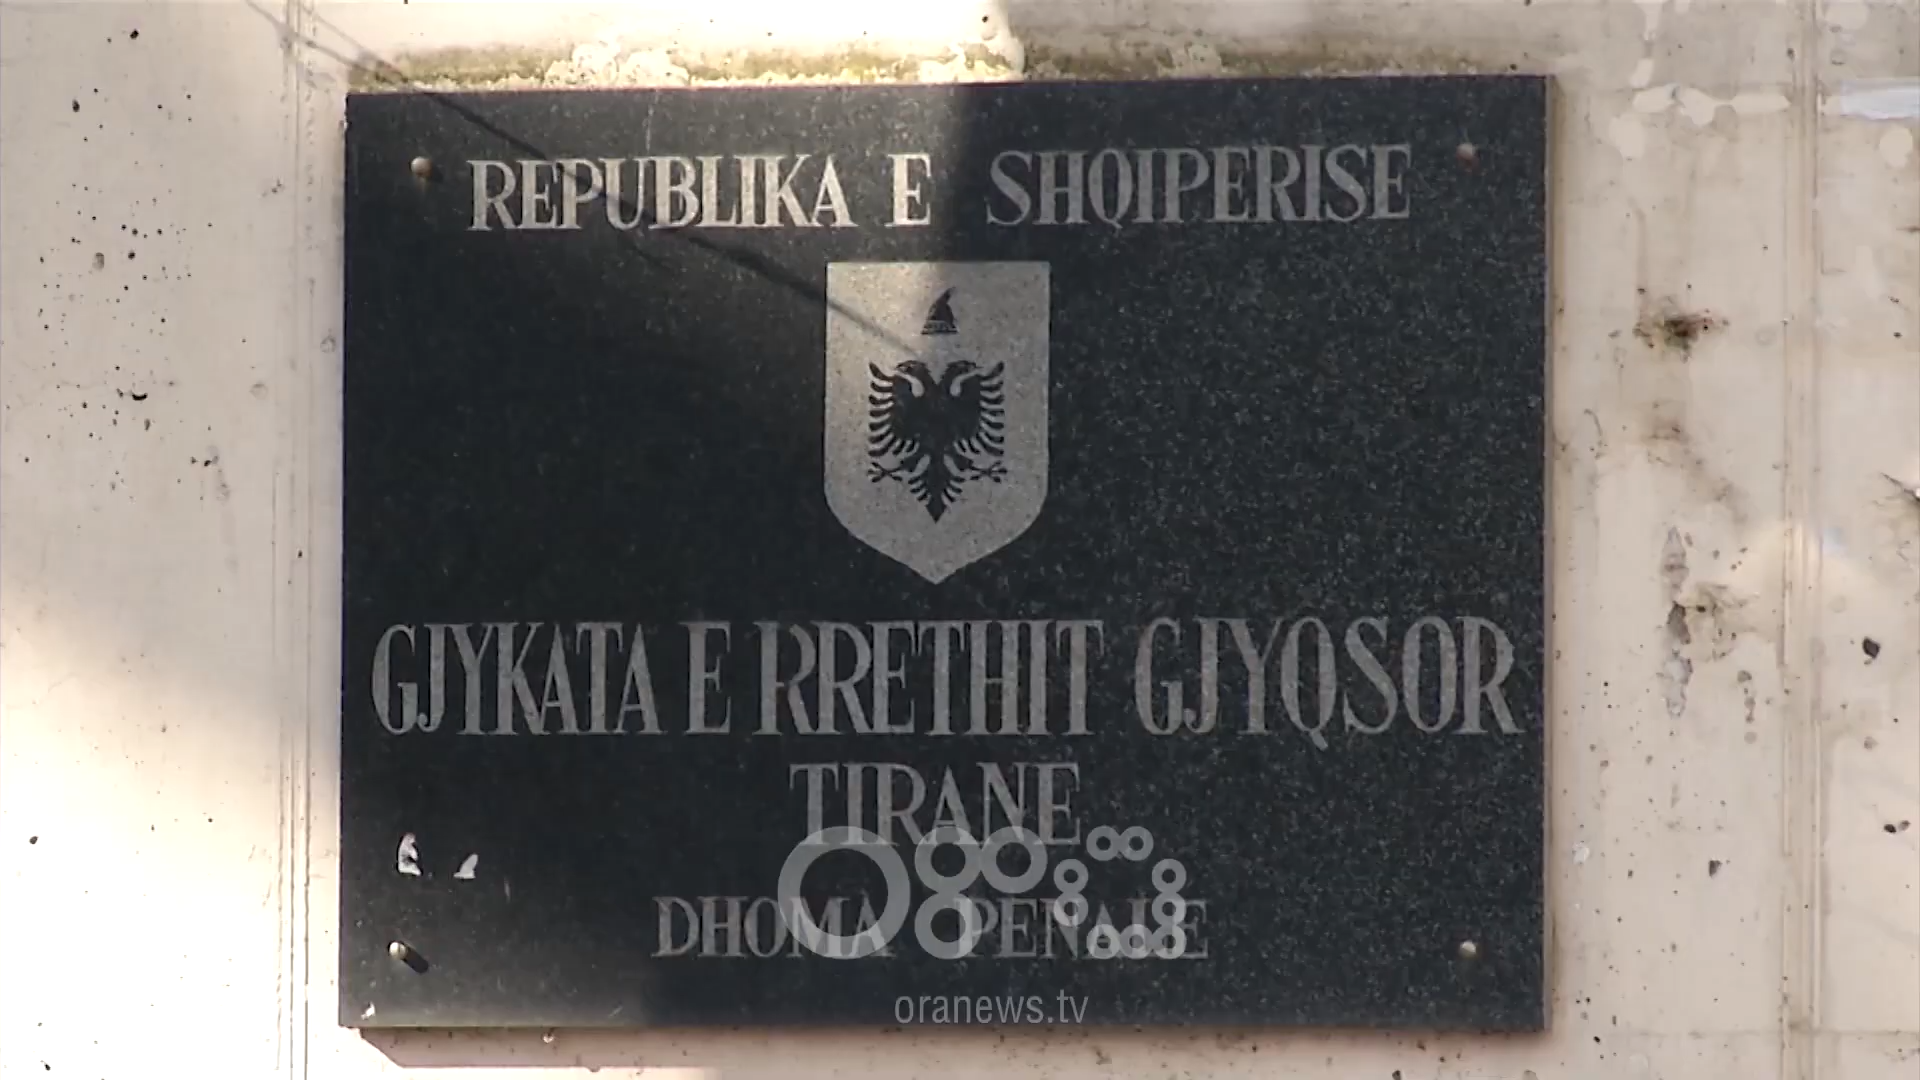 REPUBLIKA E SHQIPERISE
GJYKATA E RRETHIT GJYQSOR
TIRANE
DHOMA PENALE
oranews.tv